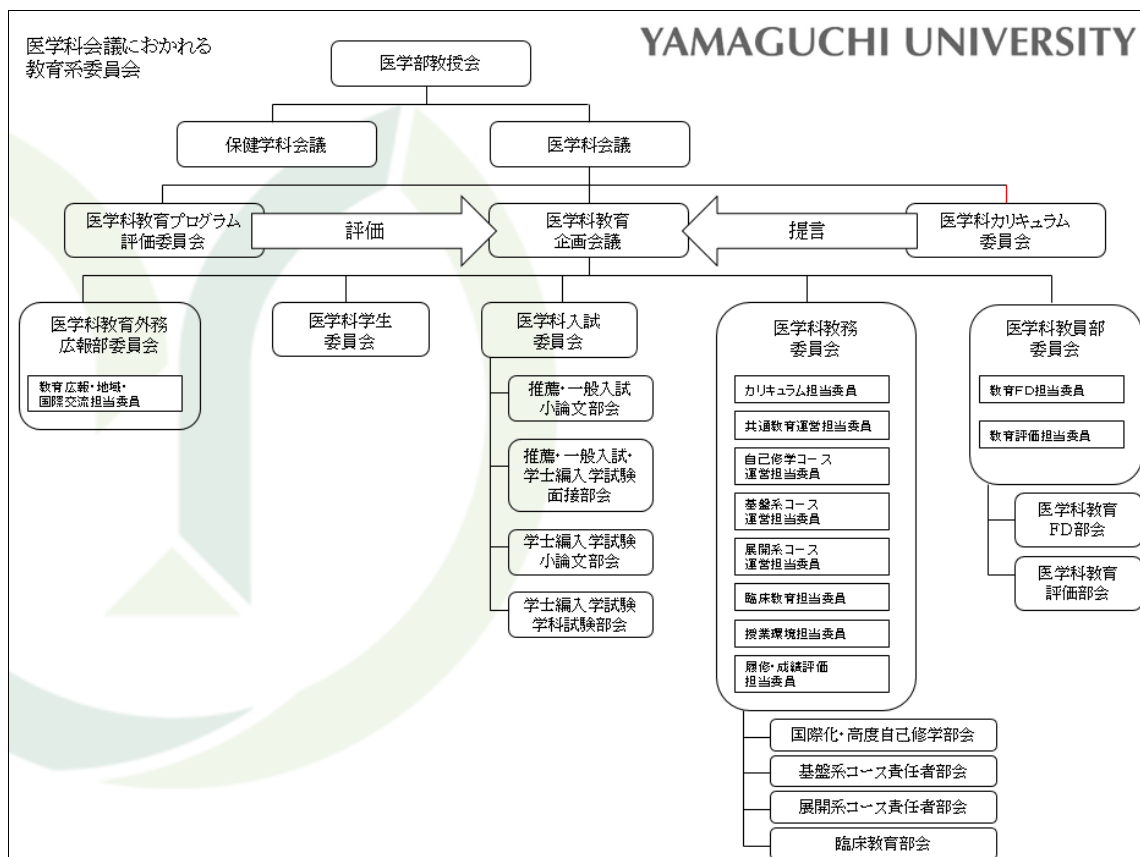 医学科会議におかれる
教育系委員会
YAMAGUCHI UNIVERSITY
医学部教授会
保健学科会議
医学科会議
医学科教育プログラム
評価委員会
評価
医学科教育
企画会議
提言
医学科カリキュラム
委員会
医学科教育外務
広報部委員会
教育広報・地域・
国際交流担当委員
医学科学生
委員会
医学科入試
委員会
推薦・一般入試
小論文部会
推薦・一般入試・
学士編入学試験
面接部会
学士編入学試験
小論文部会
学士編入学試験
学科試験部会
医学科教務
委員会
カリキュラム担当委員
共通教育運営担当委員
自己修学コース
運営担当委員
基盤系コース
運営担当委員
展開系コース
運営担当委員
臨床教育担当委員
授業環境担当委員
履修・成績評価
担当委員
国際化・高度自己修学部会
基盤系コース責任者部会
展開系コース責任者部会
臨床教育部会
医学科教員部
委員会
教育FD担当委員
教育評価担当委員
医学科教育
FD部会
医学科教育
評価部会